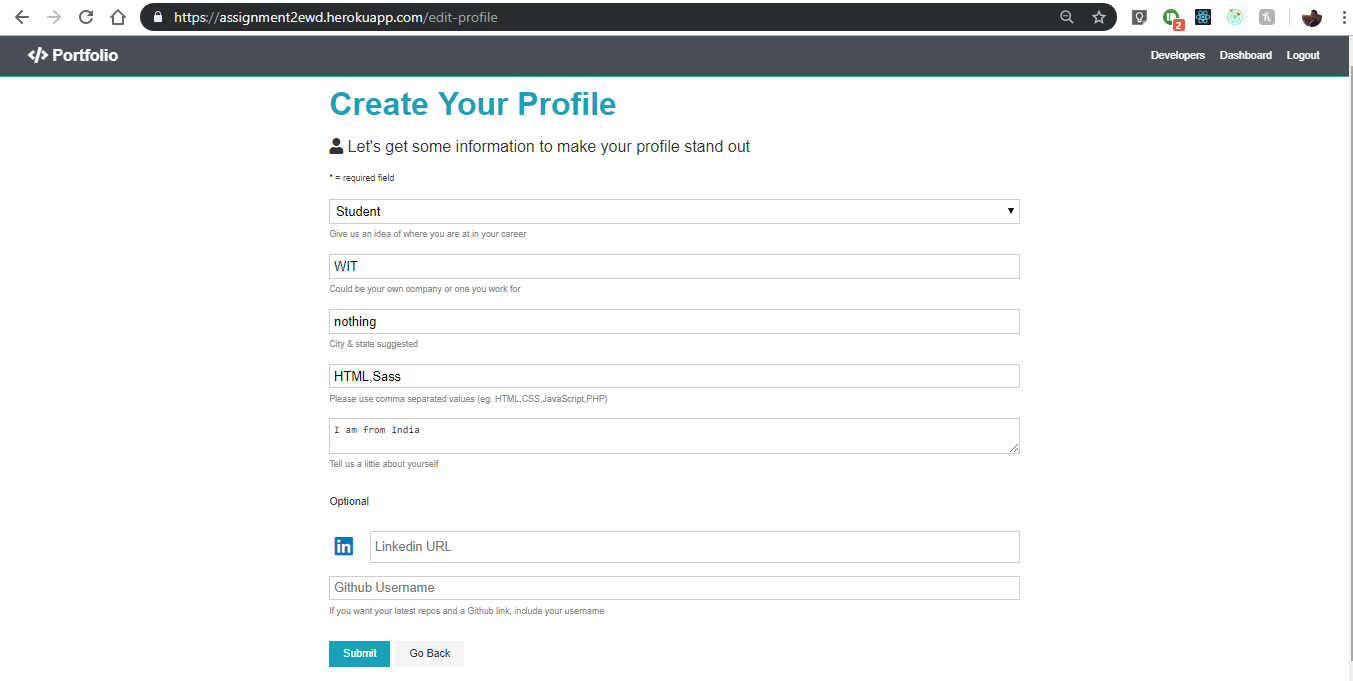 https://assignment2ewd.herokuapp.com/edit-profile
2
</> Portfolio
Developers Dashboard Logout
Create Your Profile
Let's get some information to make your profile stand out
* = required field
Student
Give us an idea of where you are at in your career
WIT
Could be your own company or one you work for
nothing
City & state suggested
HTML,Sass
Please use comma separated values (eg. HTML,CSS,JavaScript,PHP)
I am from India
Tell us a little about yourself
Optional
in Linkedin URL
Github Username
If you want your latest repos and a Github link, include your username
Submit Go Back